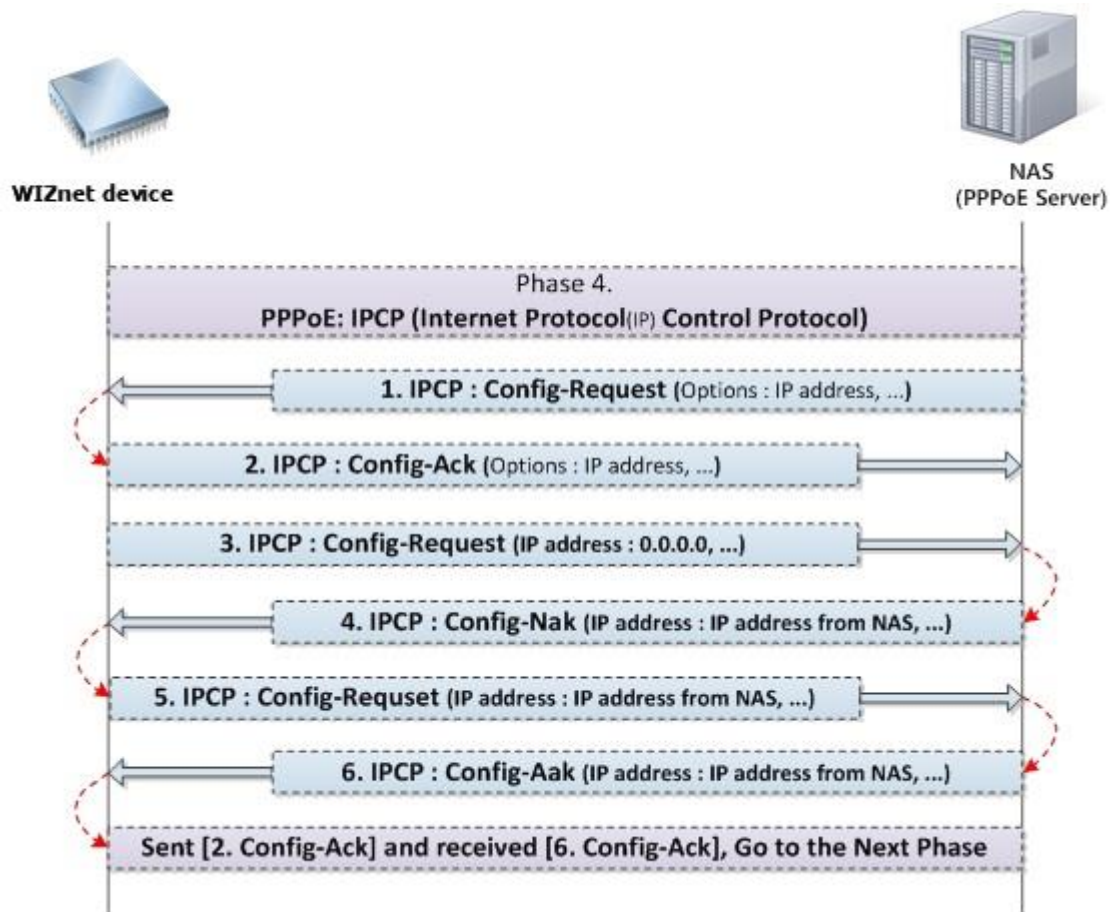 WIZnet device
NAS
(PPPoE Server)
Phase 4.
PPPoE: IPCP (Internet Protocol(IP) Control Protocol)
1. IPCP : Config-Request (Options : IP address, ...)
2. IPCP : Config-Ack (Options : IP address, ...)
3. IPCP : Config-Request (IP address : 0.0.0.0, ...)
4. IPCP : Config-Nak (IP address : IP address from NAS, ...)
5. IPCP : Config-Requset (IP address : IP address from NAS, ...)
6. IPCP : Config-Aak (IP address : IP address from NAS, ...)
Sent [2. Config-Ack] and received [6. Config-Ack], Go to the Next Phase